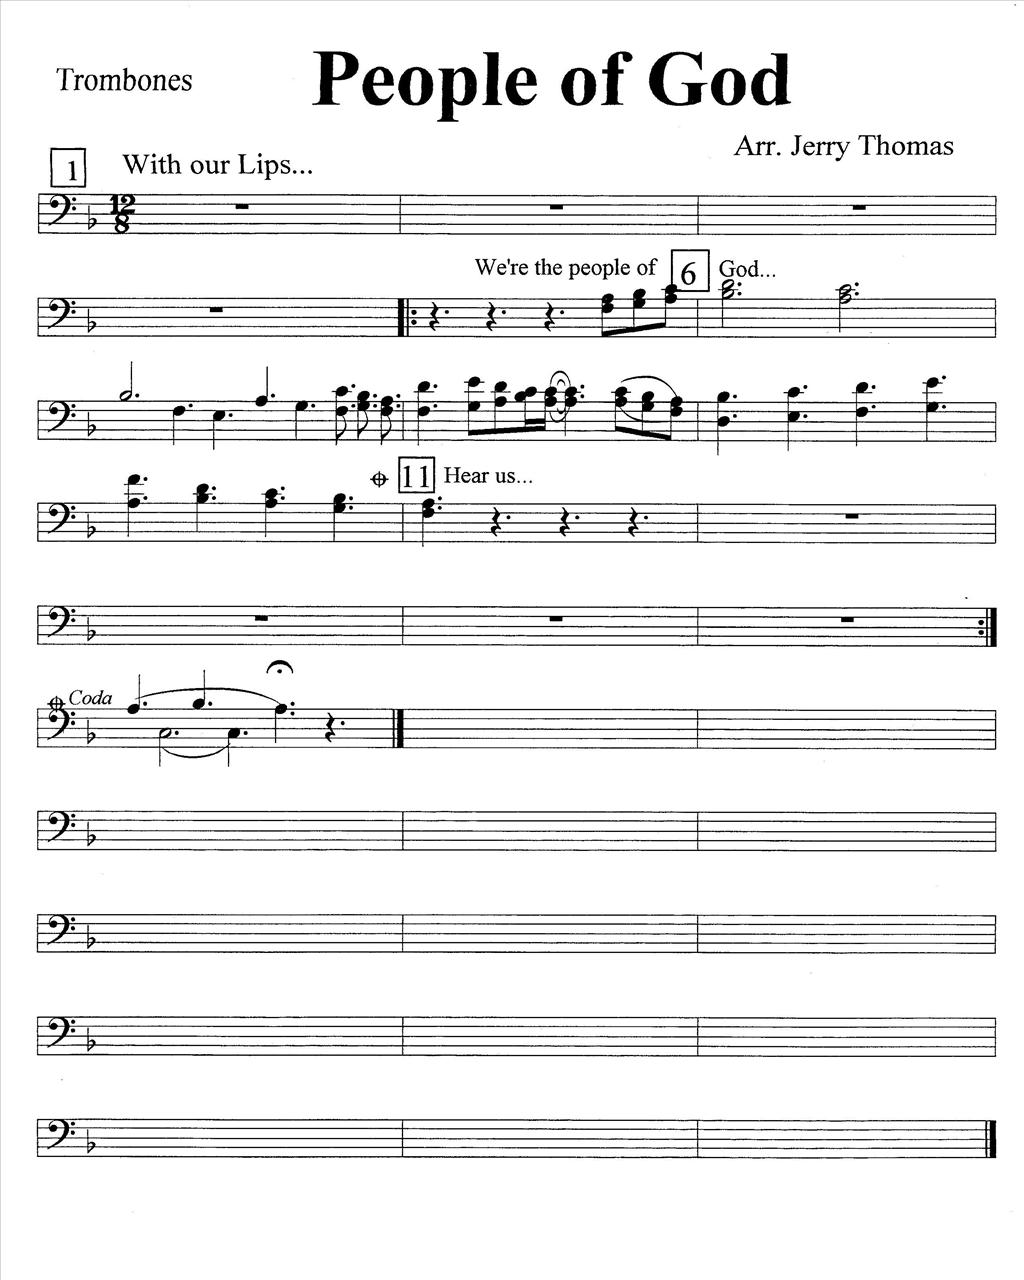 Trombones
People of God
Arr. Jerry Thomas
1 With our Lips...
12
8
We're the people of 6 God...
11 Hear us...
Coda